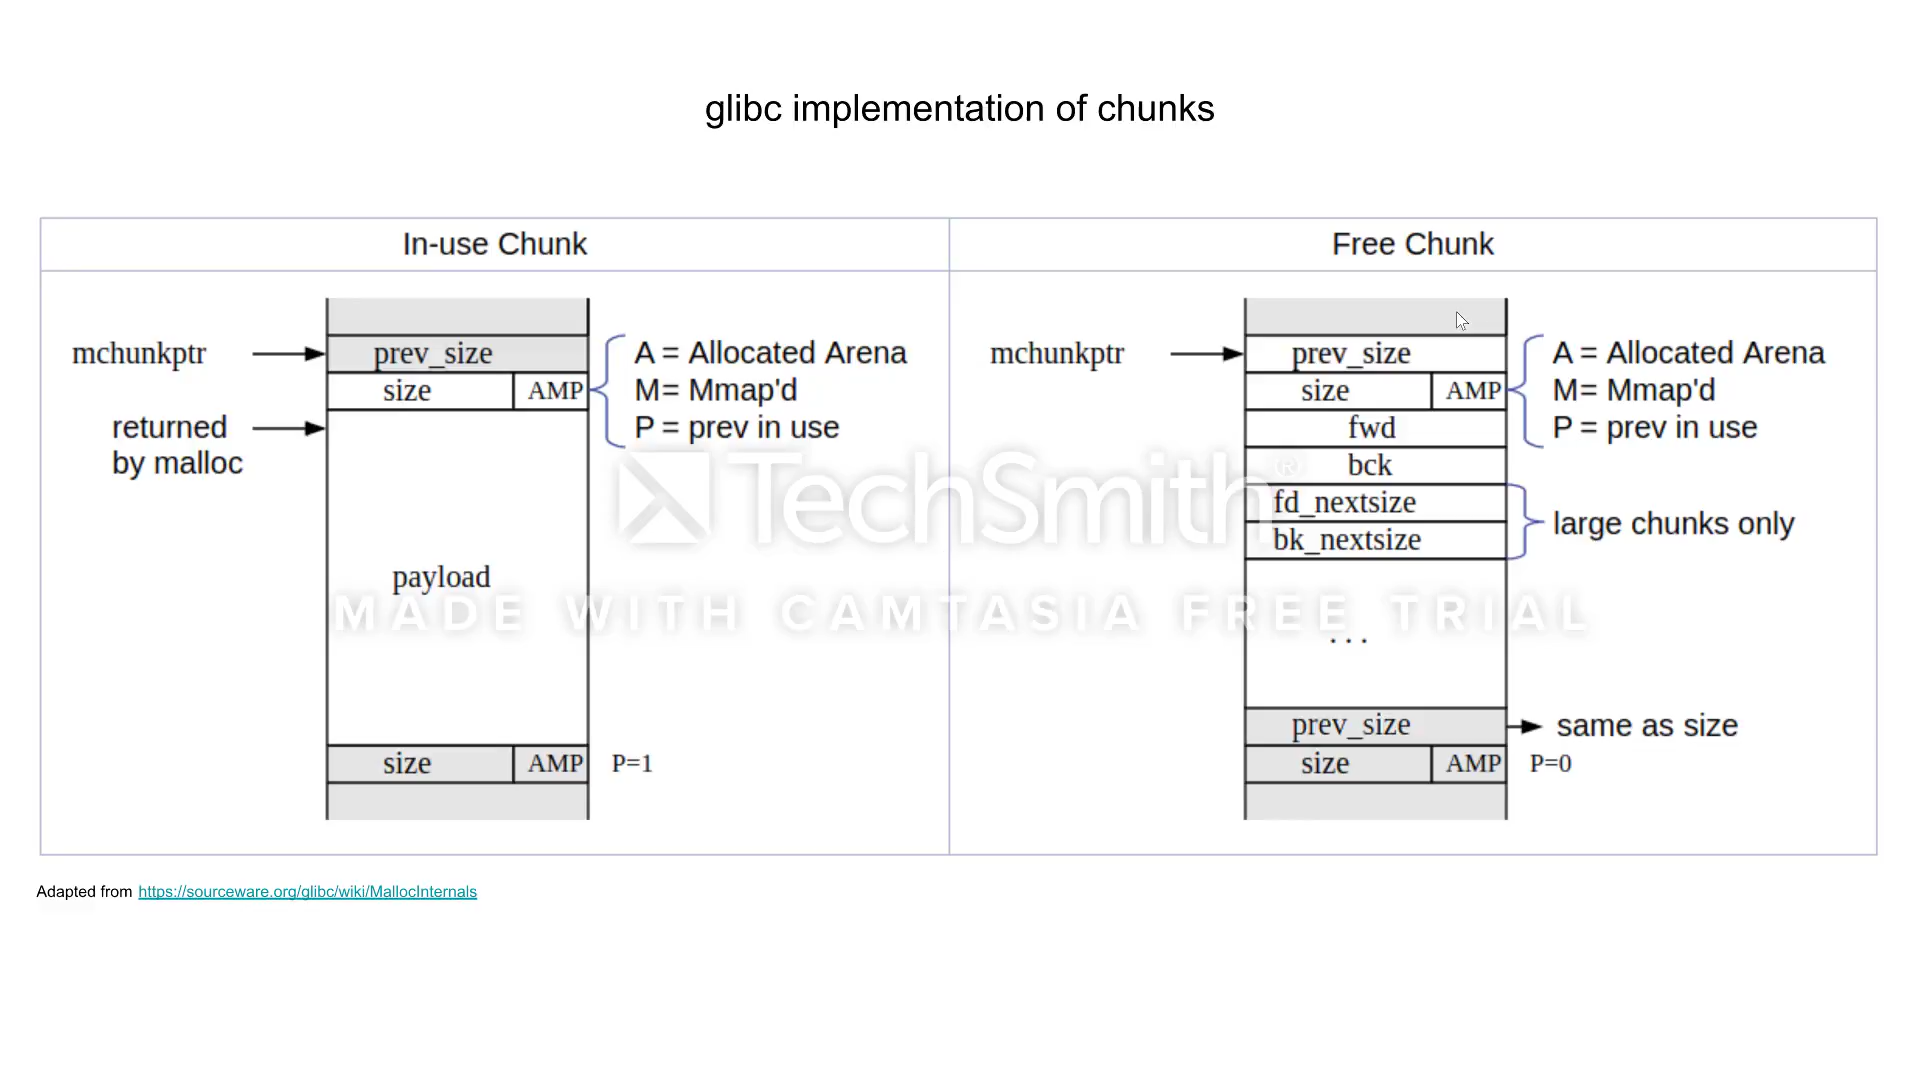 glibc implementation of chunks
In-use Chunk
Free Chunk
mchunkptr
prev_size
size
AMP
A = Allocated Arena
M= Mmap'd
P = prev in use
returned
by malloc
payload
size
AMP
P=1
mchunkptr
prev_size
size
AMP
A = Allocated Arena
M= Mmap'd
P = prev in use
fwd
bck
fd_nextsize
bk_nextsize
large chunks only
. . .
prev_size
same as size
size
AMP
P=0
TechSmith®
MADE WITH CAMTASIA FREE TRIAL
Adapted from https://sourceware.org/glibc/wiki/MallocInternals